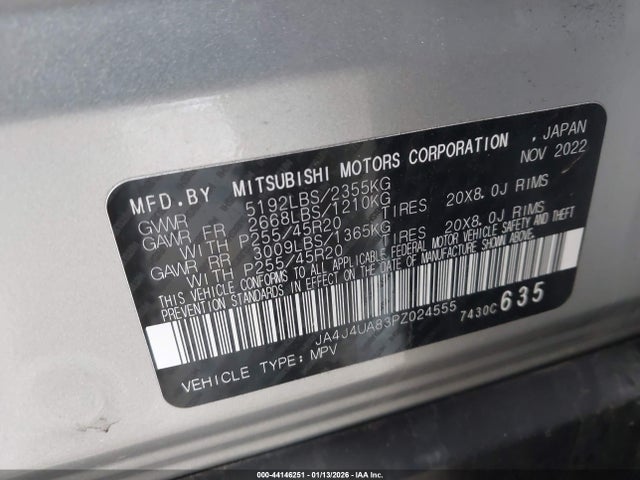 MFD.BY MITSUBISHI MOTORS CORPORATION , JAPAN
NOV 2022
GVWR 5192LBS/2355KG
GAWR FR 2668LBS/1210KG
WITH P255/45R20 TIRES 20X8.0J RIMS
GAWR RR 3009LBS/1365KG
WITH P255/45R20 TIRES 20X8.0J RIMS
THIS VEHICLE CONFORMS TO ALL APPLICABLE FEDERAL MOTOR VEHICLE SAFETY AND THEFT
PREVENTION STANDARDS IN EFFECT ON THE DATE OF MANUFACTURE SHOWN ABOVE.
JA4J4UA83PZ024555 7430C635
VEHICLE TYPE: MPV
000-44146251 - 01/13/2026 - IAA Inc.